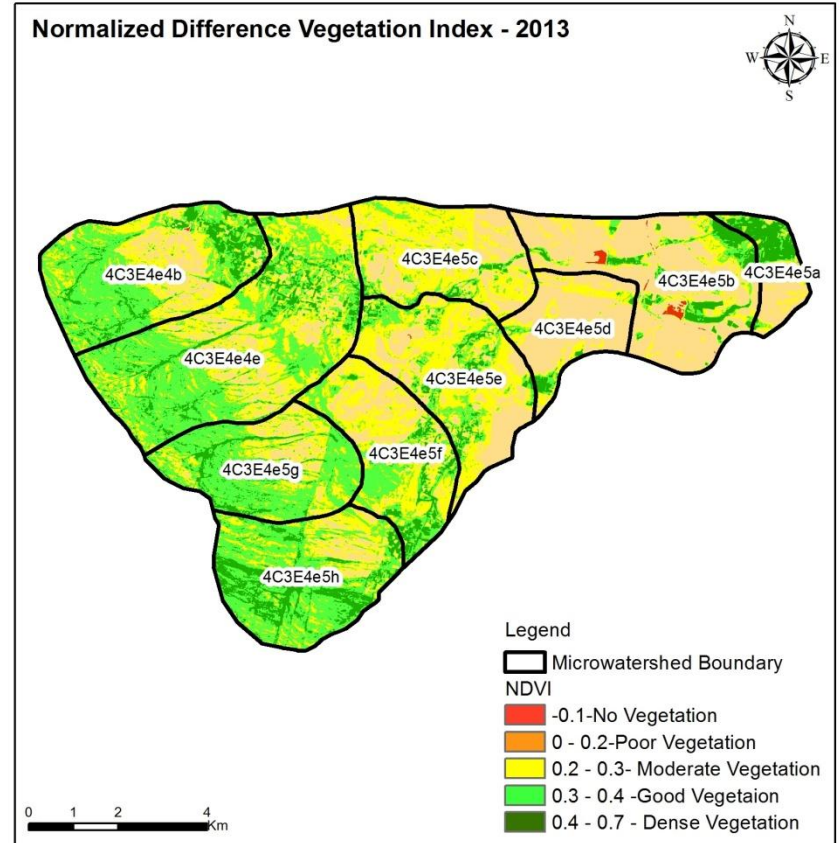 Normalized Difference Vegetation Index - 2013
N
W E
S
4C3E4e4b
4C3E4e5c
4C3E4e5b
4C3E4e5a
4C3E4e5d
4C3E4e4e
4C3E4e5e
4C3E4e5f
4C3E4e5g
4C3E4e5h
Legend
Microwatershed Boundary
NDVI
-0.1-No Vegetation
0 - 0.2-Poor Vegetation
0.2 - 0.3- Moderate Vegetation
0.3 - 0.4 -Good Vegetaion
0.4 - 0.7 - Dense Vegetation
0 1 2 4
Km